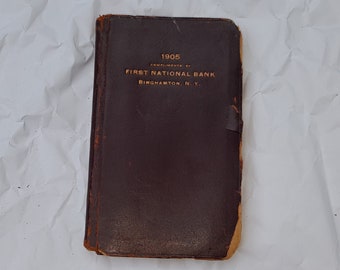 1905
COMPLIMENTS OF
FIRST NATIONAL BANK
BINGHAMTON, N. Y.